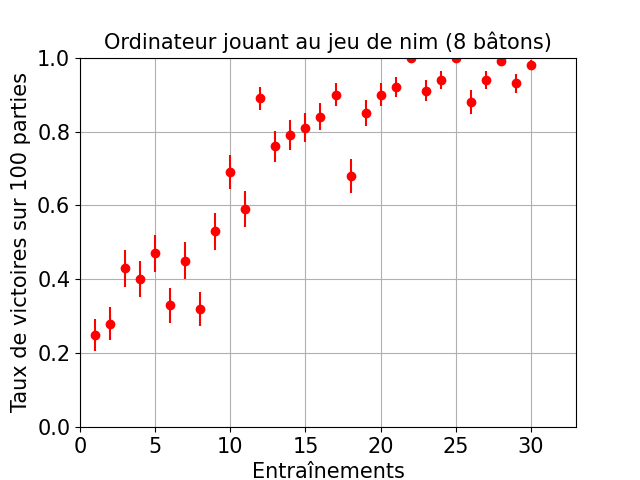 Ordinateur jouant au jeu de nim (8 bâtons)
Taux de victoires sur 100 parties
1.0
0.8
0.6
0.4
0.2
0.0
0 5 10 15 20 25 30
Entraînements